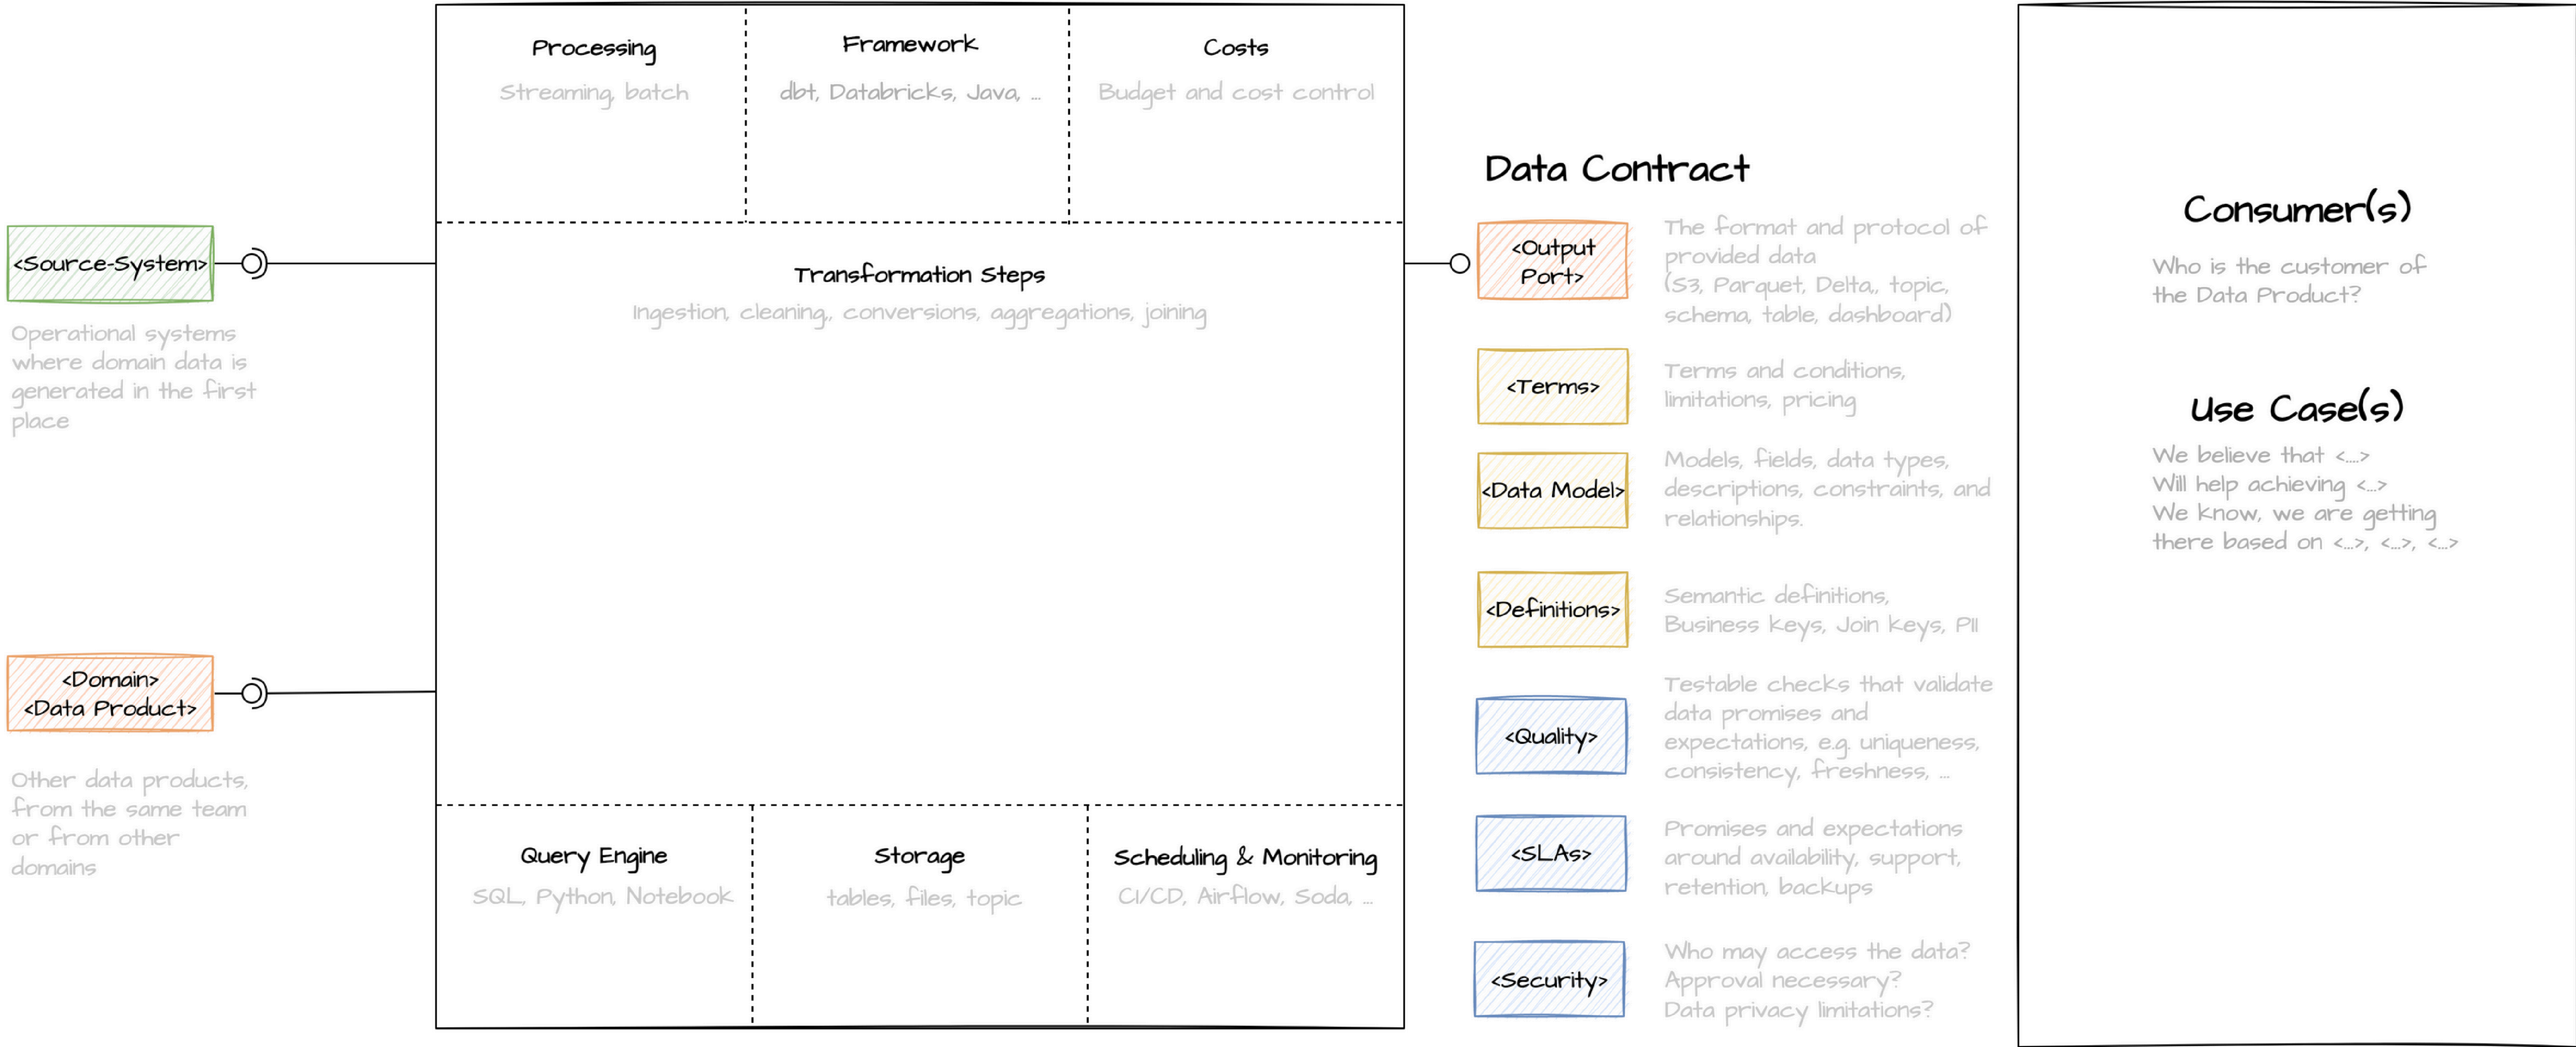 <Source-System>
Operational systems
where domain data is
generated in the first
place
<Domain>
<Data Product>
Other data products,
from the same team
or from other
domains
Processing
Streaming, batch
Framework
dbt, Databricks, Java, ...
Costs
Budget and cost control
Transformation Steps
Ingestion, cleaning,, conversions, aggregations, joining
Query Engine
SQL, Python, Notebook
Storage
tables, files, topic
Scheduling & Monitoring
CI/CD, Airflow, Soda, ...
Data Contract
<Output
Port>
The format and protocol of
provided data
(S3, Parquet, Delta,, topic,
schema, table, dashboard)
<Terms>
Terms and conditions,
limitations, pricing
<Data Model>
Models, fields, data types,
descriptions, constraints, and
relationships.
<Definitions>
Semantic definitions,
Business keys, Join keys, PII
<Quality>
Testable checks that validate
data promises and
expectations, e.g. uniqueness,
consistency, freshness, ...
<SLAs>
Promises and expectations
around availability, support,
retention, backups
<Security>
Who may access the data?
Approval necessary?
Data privacy limitations?
Consumer(s)
Who is the customer of
the Data Product?
Use Case(s)
We believe that <....>
Will help achieving <...>
We know, we are getting
there based on <...>, <...>, <...>